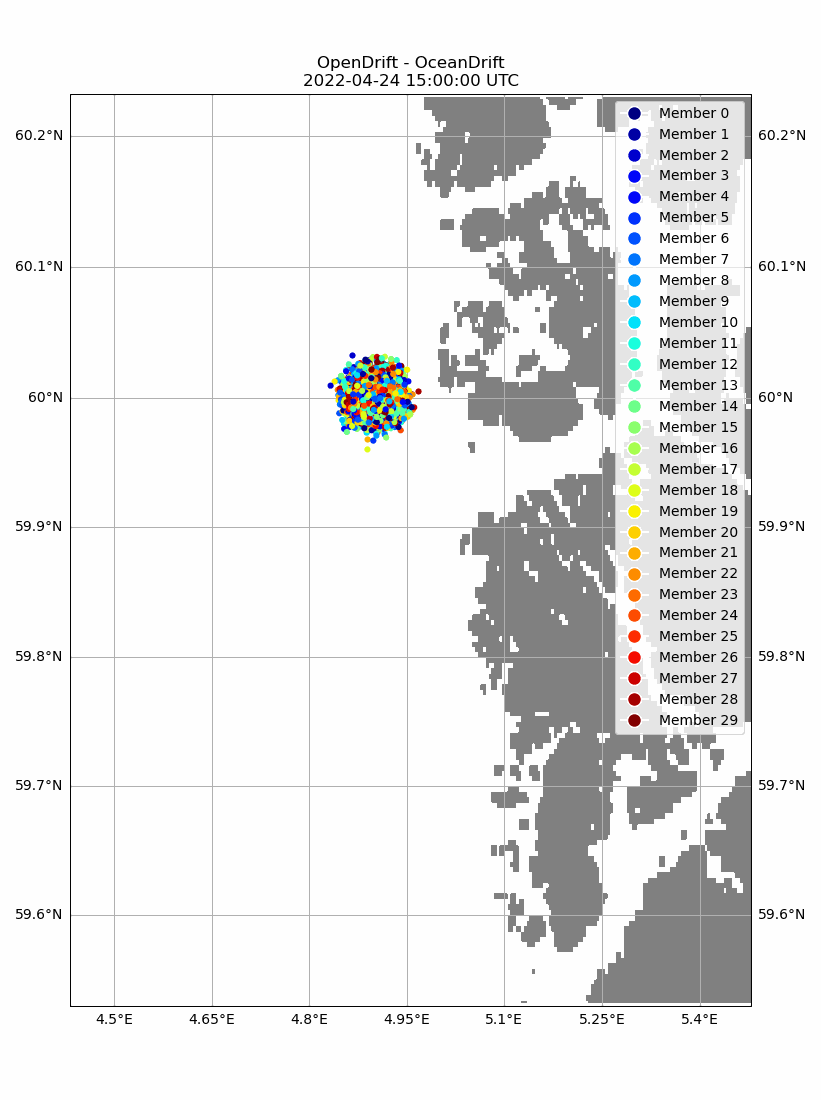 OpenDrift - OceanDrift
2022-04-24 15:00:00 UTC
60.2°N
60.1°N
60°N
59.9°N
59.8°N
59.7°N
59.6°N
60.2°N
60.1°N
60°N
59.9°N
59.8°N
59.7°N
59.6°N
4.5°E
4.65°E
4.8°E
4.95°E
5.1°E
5.25°E
5.4°E
Member 0
Member 1
Member 2
Member 3
Member 4
Member 5
Member 6
Member 7
Member 8
Member 9
Member 10
Member 11
Member 12
Member 13
Member 14
Member 15
Member 16
Member 17
Member 18
Member 19
Member 20
Member 21
Member 22
Member 23
Member 24
Member 25
Member 26
Member 27
Member 28
Member 29